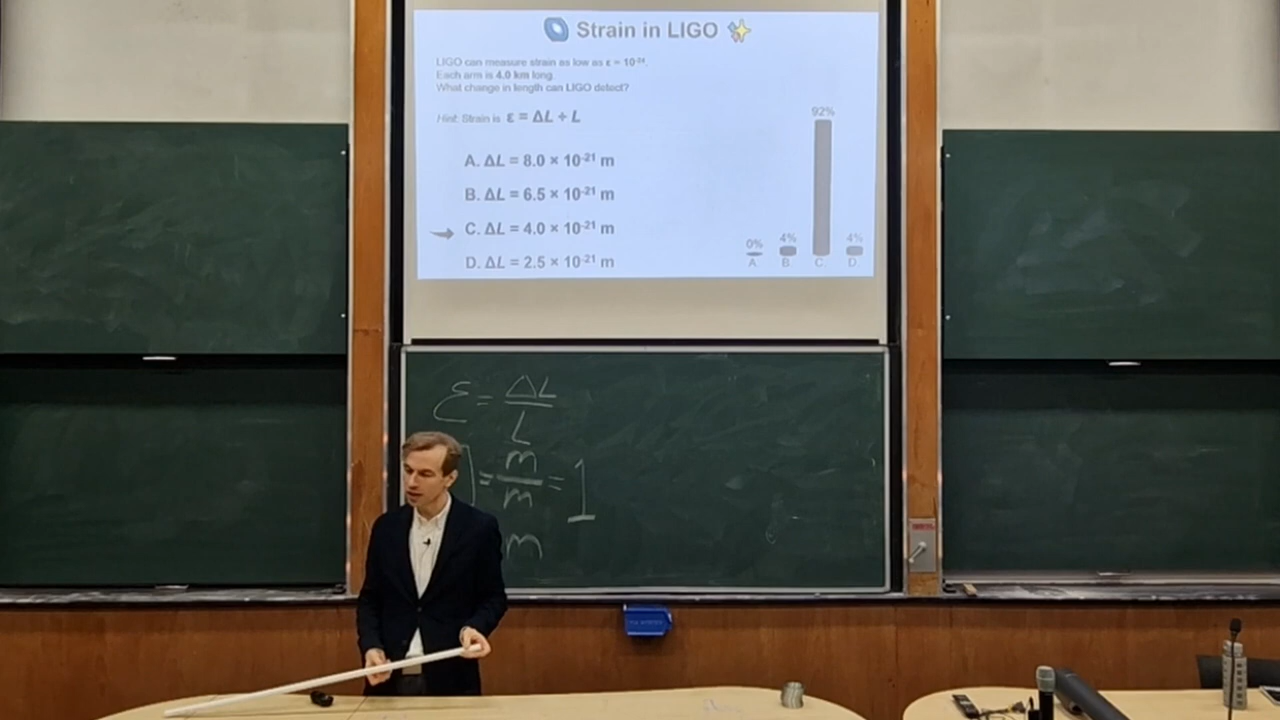 Strain in LIGO
LIGO can measure strain as low as ε = 10⁻²⁴.
Each arm is 4.0 km long.
What change in length can LIGO detect?
Hint: Strain is ε = ΔL ÷ L
A. ΔL = 8.0 × 10⁻²¹ m
B. ΔL = 6.5 × 10⁻²¹ m
C. ΔL = 4.0 × 10⁻²¹ m
D. ΔL = 2.5 × 10⁻²¹ m
92%
0% 4% 4%
A. B. C. D.
ε = ΔL
L
] = m = 1
m
m